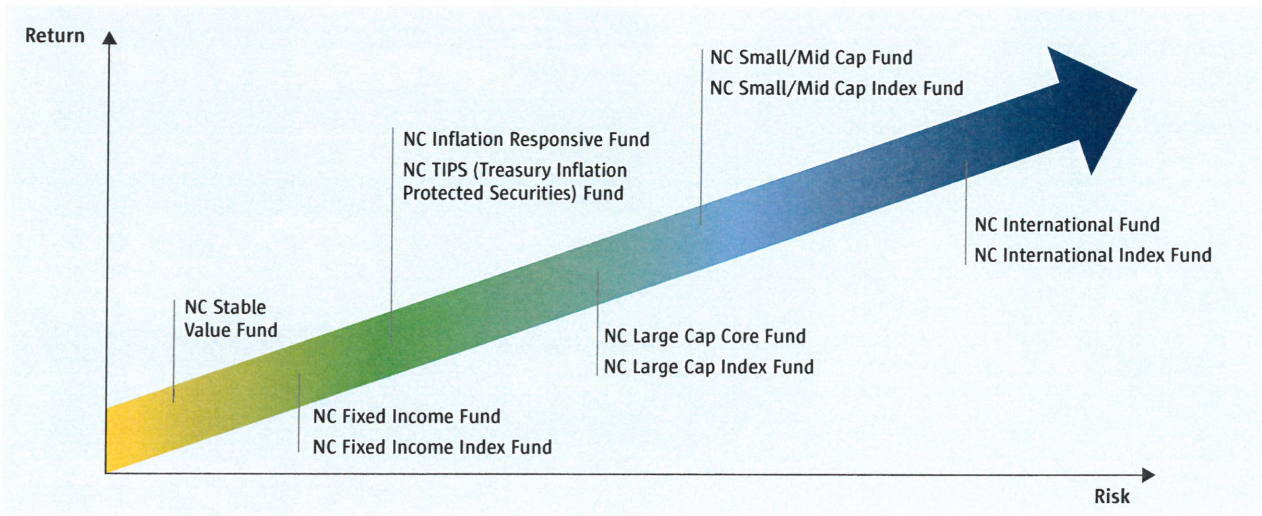 Return
NC Small/Mid Cap Fund
NC Small/Mid Cap Index Fund
NC Inflation Responsive Fund
NC TIPS (Treasury Inflation
Protected Securities) Fund
NC International Fund
NC International Index Fund
NC Stable
Value Fund
NC Large Cap Core Fund
NC Large Cap Index Fund
NC Fixed Income Fund
NC Fixed Income Index Fund
Risk